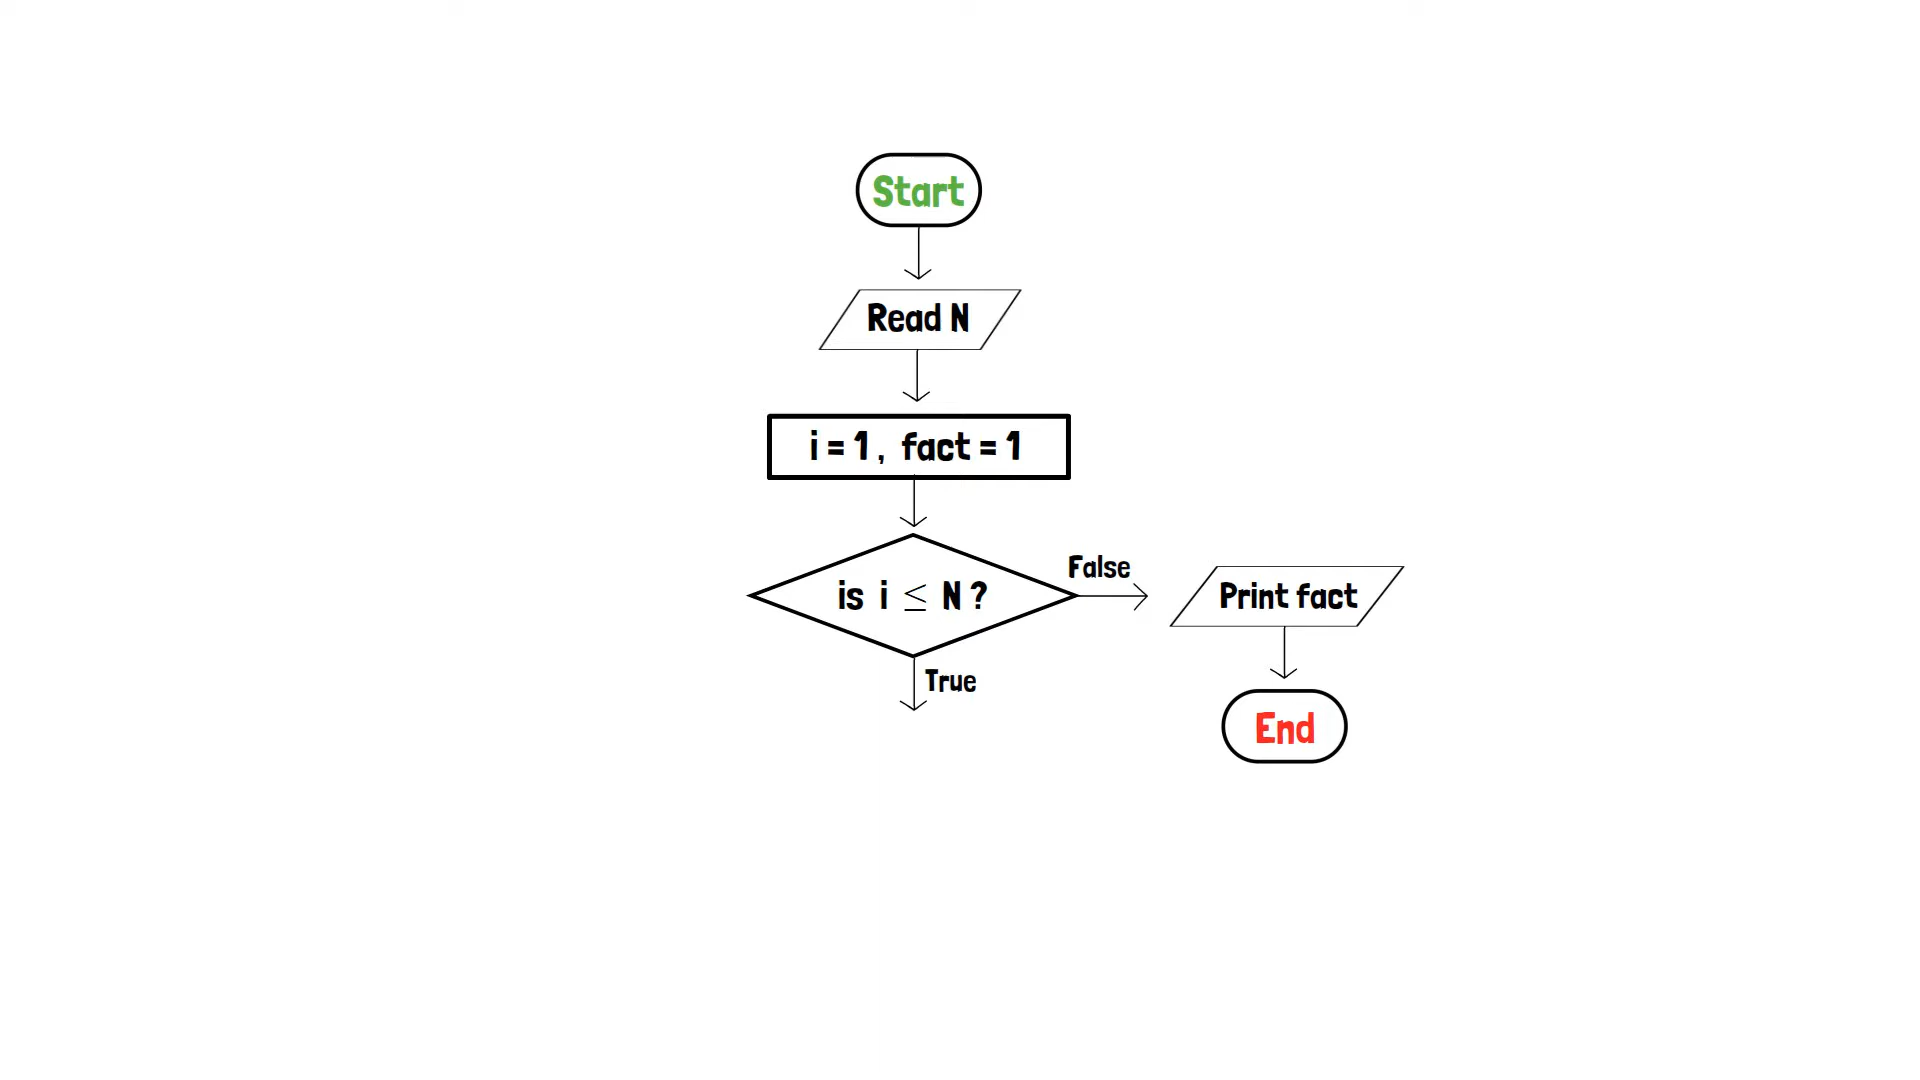 Start
Read N
i = 1, fact = 1
is i ≤ N ?
False
Print fact
True
End